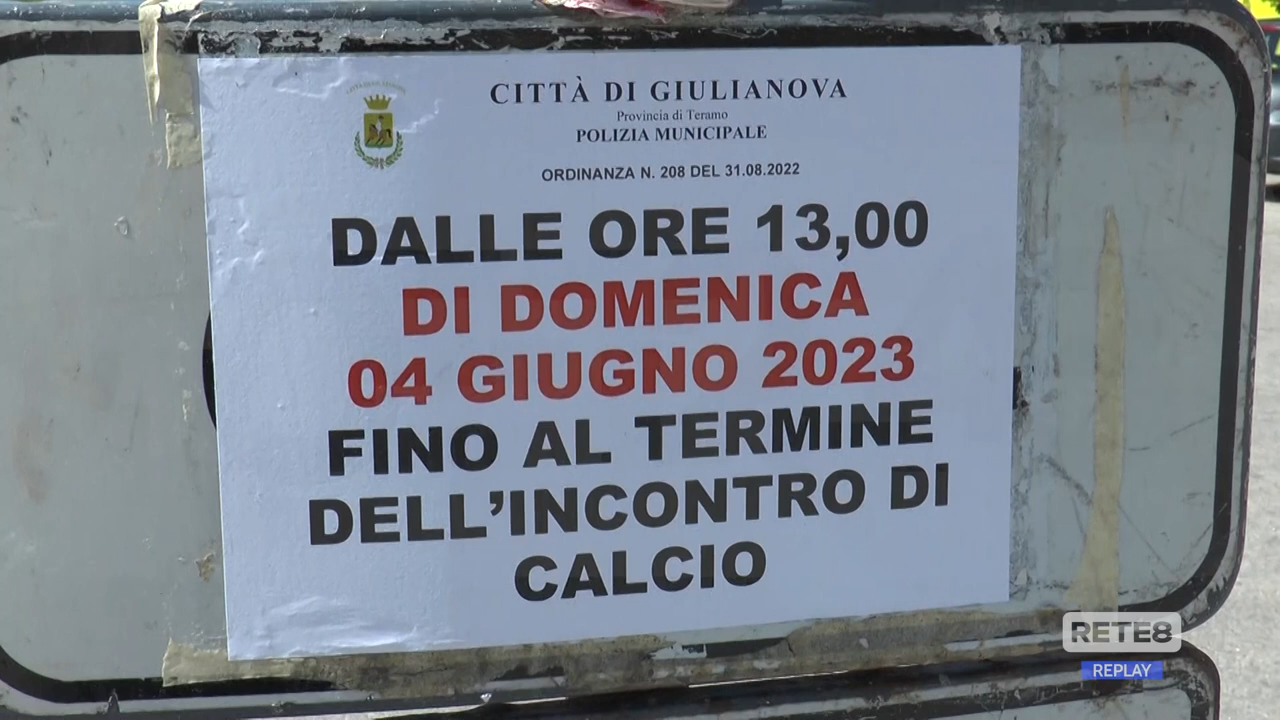 CITTÀ DI GIULIANOVA
Provincia di Teramo
POLIZIA MUNICIPALE
ORDINANZA N. 208 DEL 31.08.2022
DALLE ORE 13,00
DI DOMENICA
04 GIUGNO 2023
FINO AL TERMINE
DELL'INCONTRO DI
CALCIO
RETE8
REPLAY